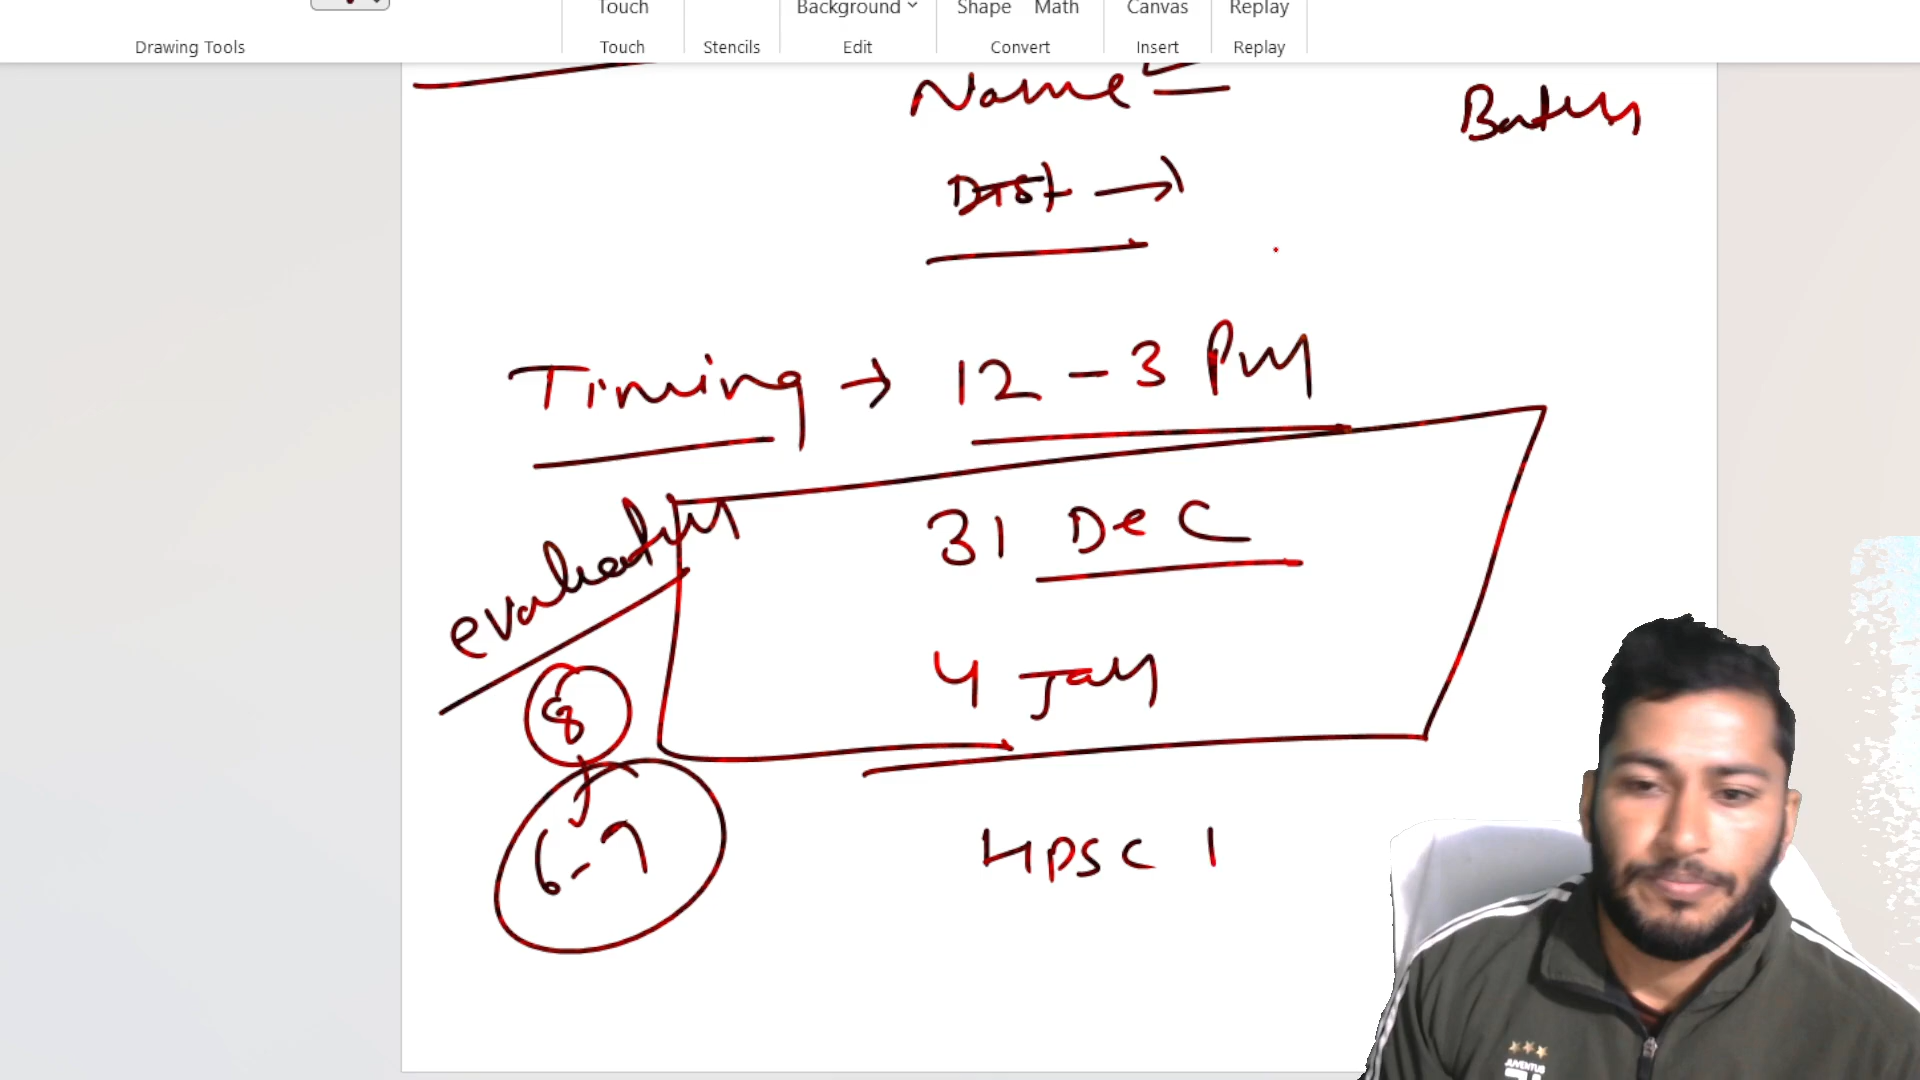 Touch Background Shape Math Canvas Replay
Drawing Tools Touch Stencils Edit Convert Insert Replay
Name
Batch
Dist →
Timing → 12 - 3 PM
evaluation
31 Dec
4 Jan
8
6-7
HPSC 1
JUVENTUS